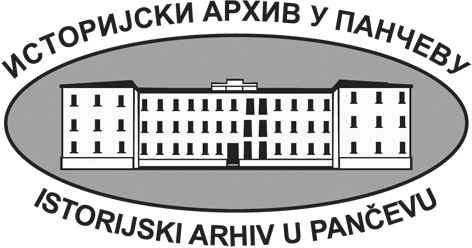 ИСТОРИЈСКИ АРХИВ У ПАНЧЕВУ
ISTORIJSKI ARHIV U PANČEVU